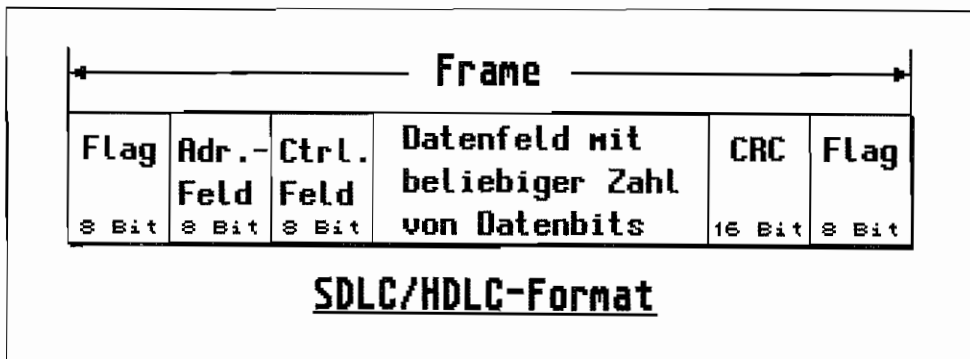 Frame
Flag
8 Bit
Adr.-
Feld
8 Bit
Ctrl.
Feld
8 Bit
Datenfeld mit
beliebiger Zahl
von Datenbits
CRC
16 Bit
Flag
8 Bit
SDLC/HDLC-Format